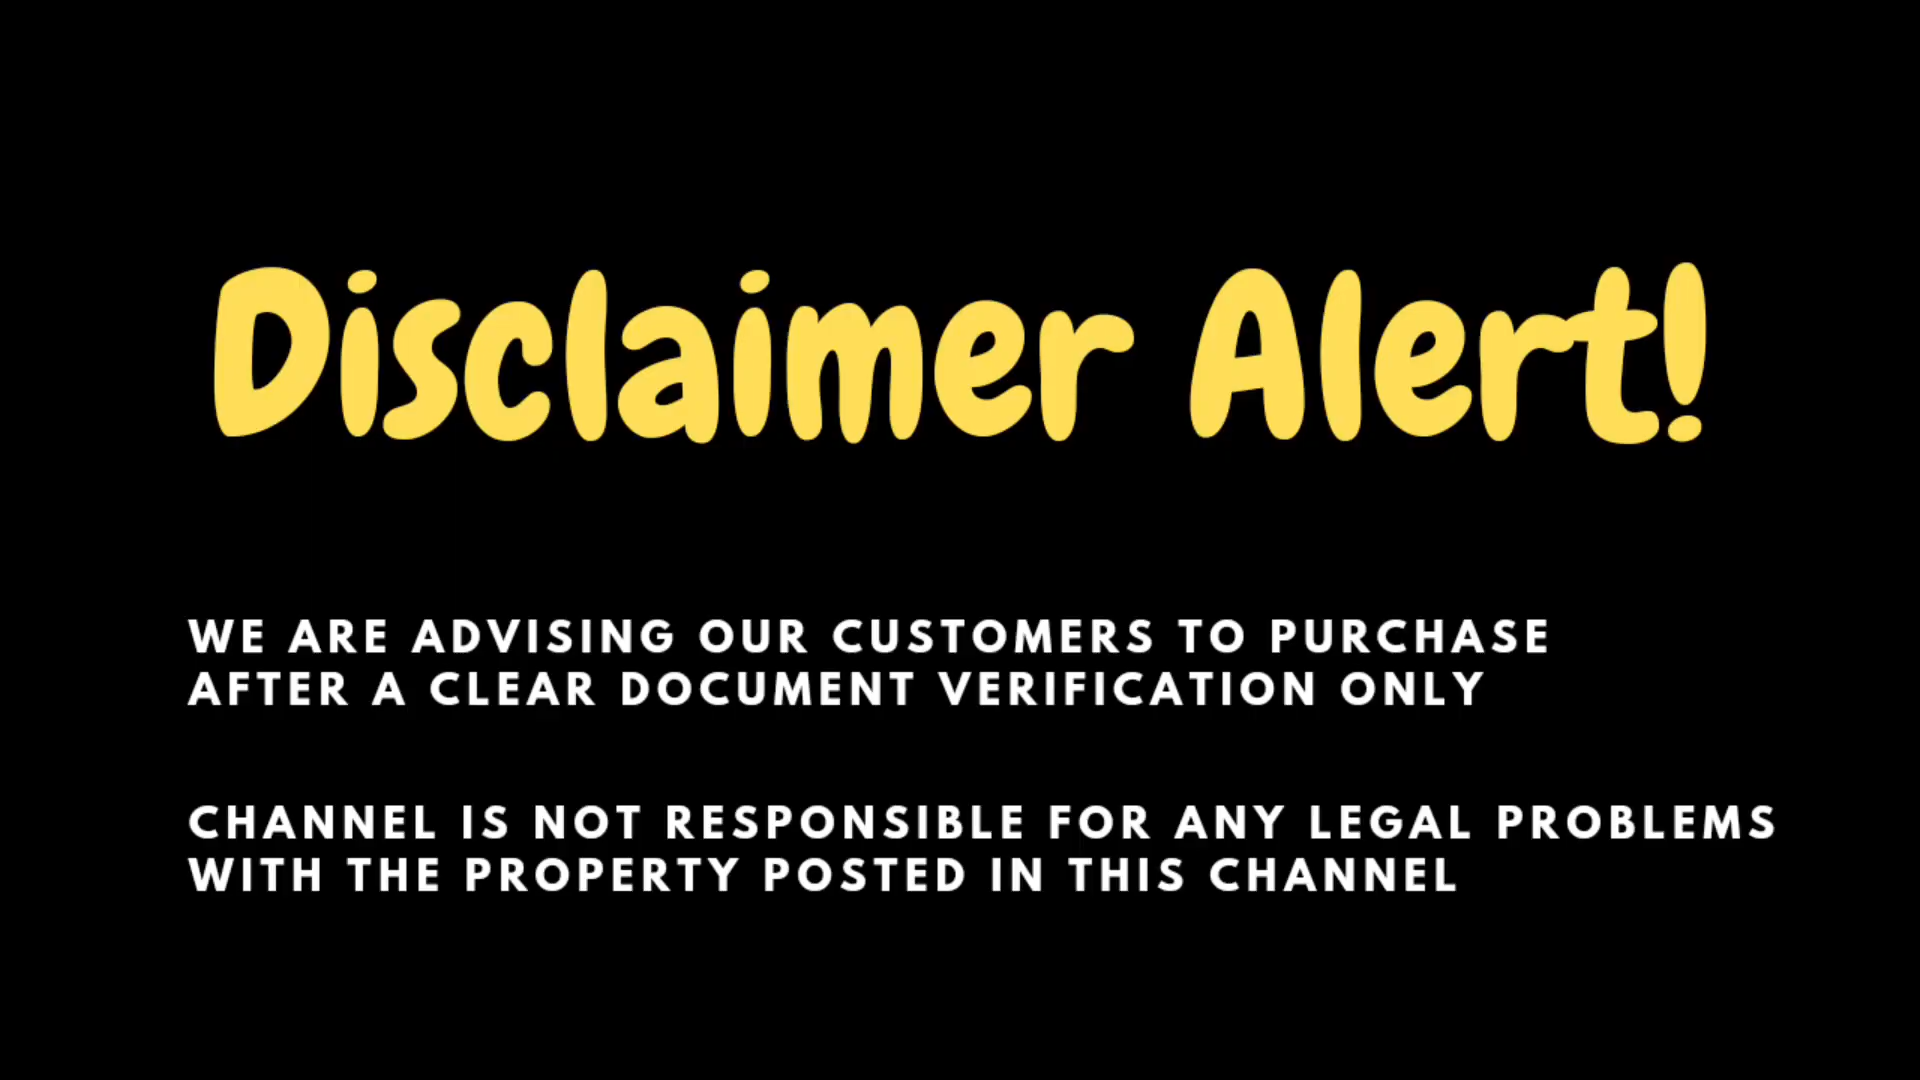 Disclaimer Alert!
WE ARE ADVISING OUR CUSTOMERS TO PURCHASE
AFTER A CLEAR DOCUMENT VERIFICATION ONLY
CHANNEL IS NOT RESPONSIBLE FOR ANY LEGAL PROBLEMS
WITH THE PROPERTY POSTED IN THIS CHANNEL